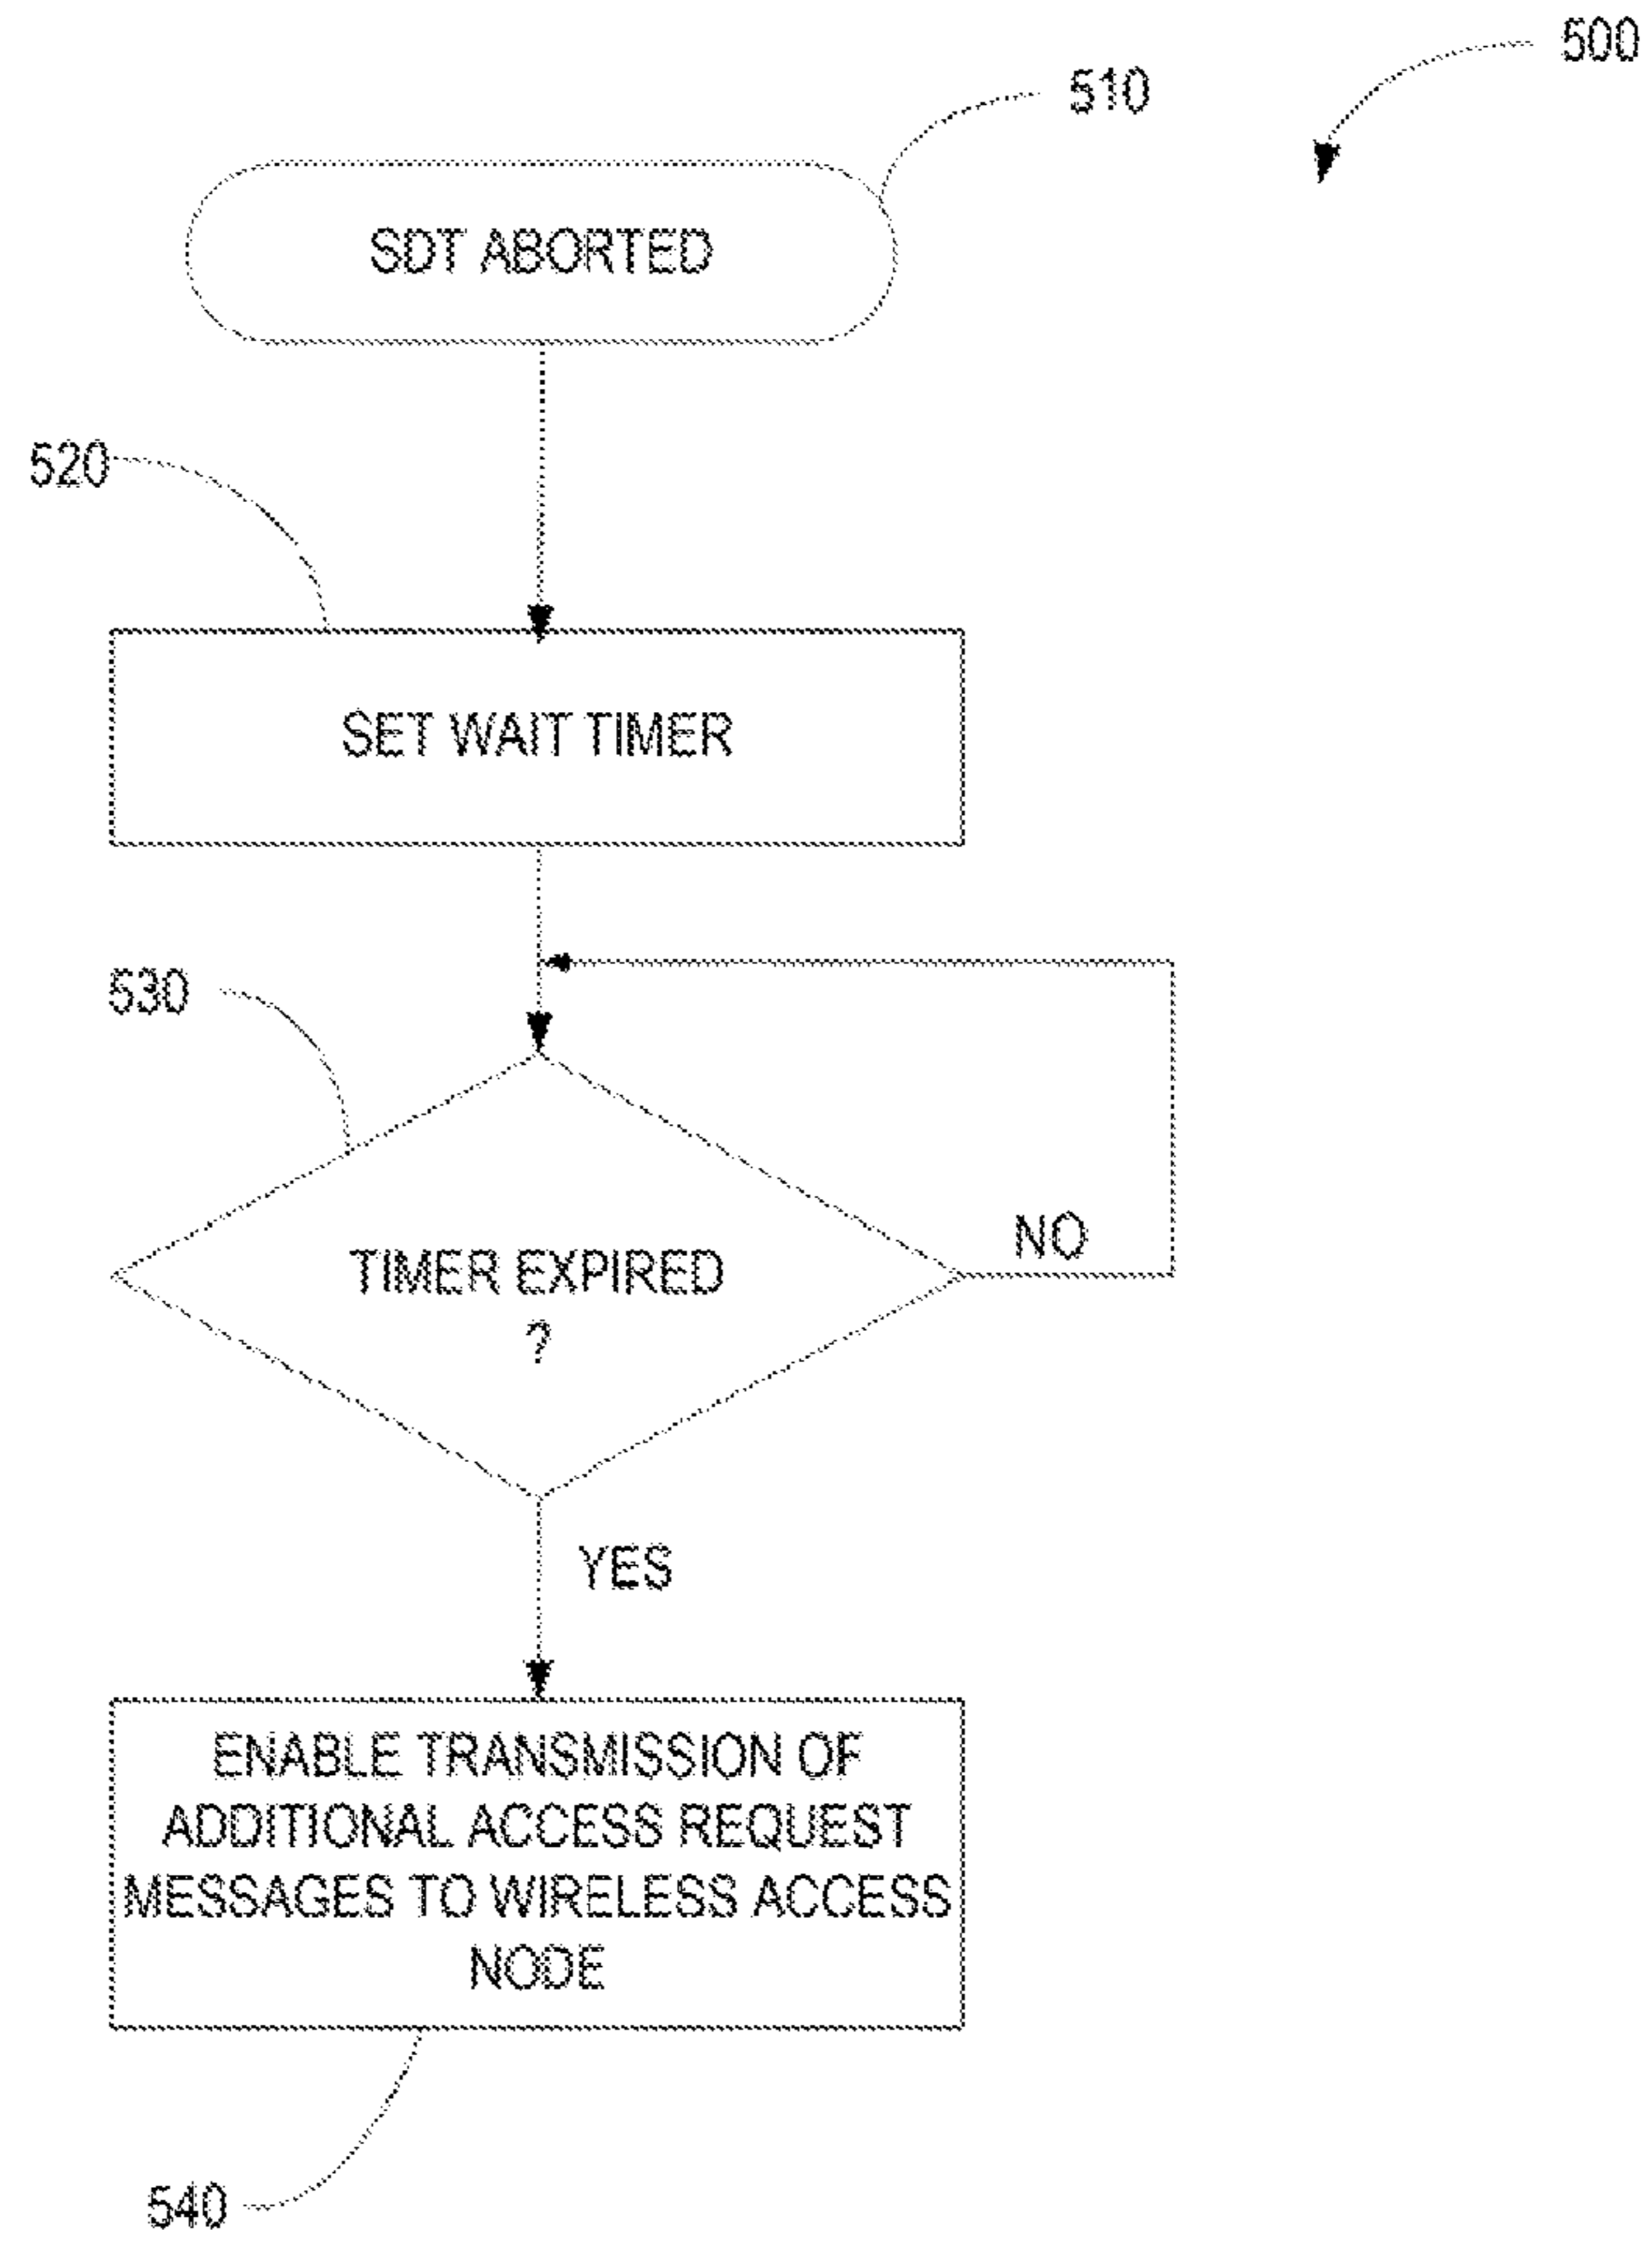 500
510
SDT ABORTED
520
SET WAIT TIMER
530
NO
TIMER EXPIRED
?
YES
ENABLE TRANSMISSION OF
ADDITIONAL ACCESS REQUEST
MESSAGES TO WIRELESS ACCESS
NODE
540